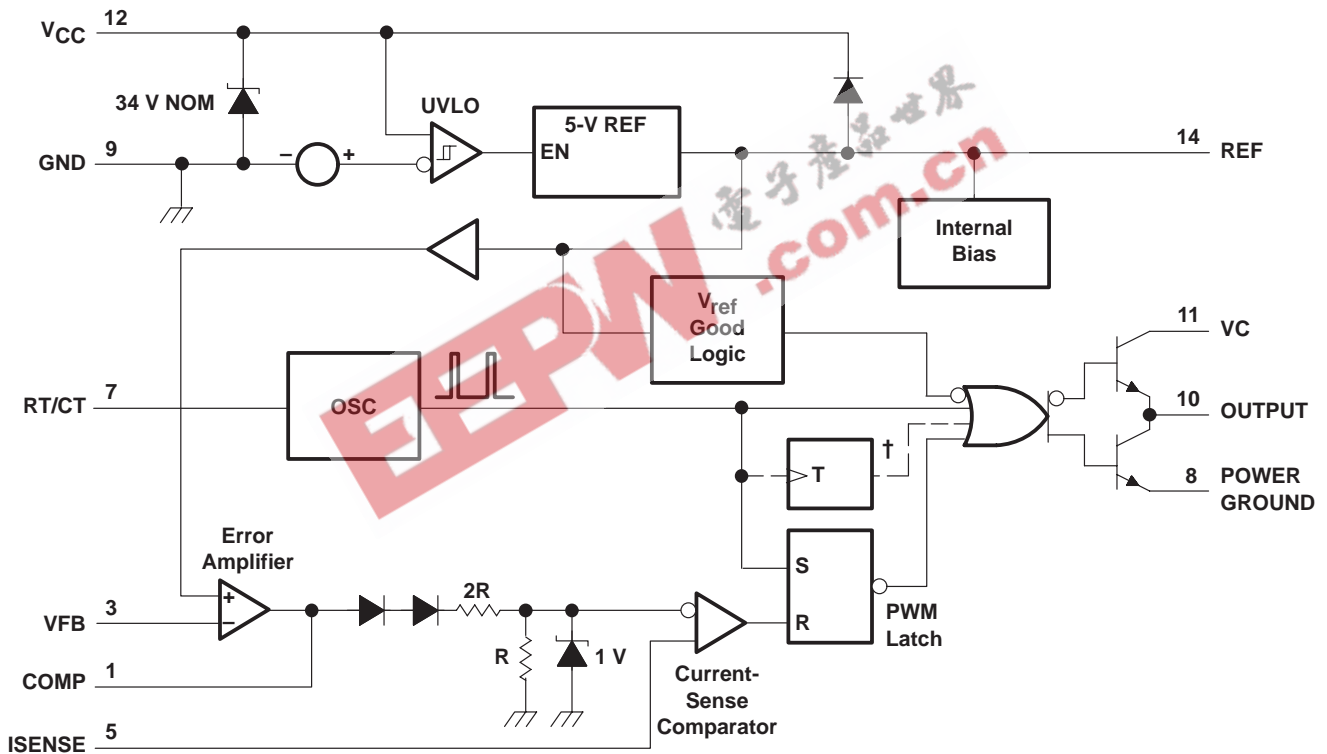 VCC 12
34 V NOM
UVLO
5-V REF
EN
GND 9
− +
14 REF
Internal
Bias
電子產品世界
.com.cn
EEPW
Vref
Good
Logic
11 VC
RT/CT 7
OSC
10 OUTPUT
T
†
8 POWER
GROUND
Error
Amplifier
+
−
VFB 3
2R
S
R
PWM
Latch
R
1 V
COMP 1
Current-
Sense
Comparator
ISENSE 5